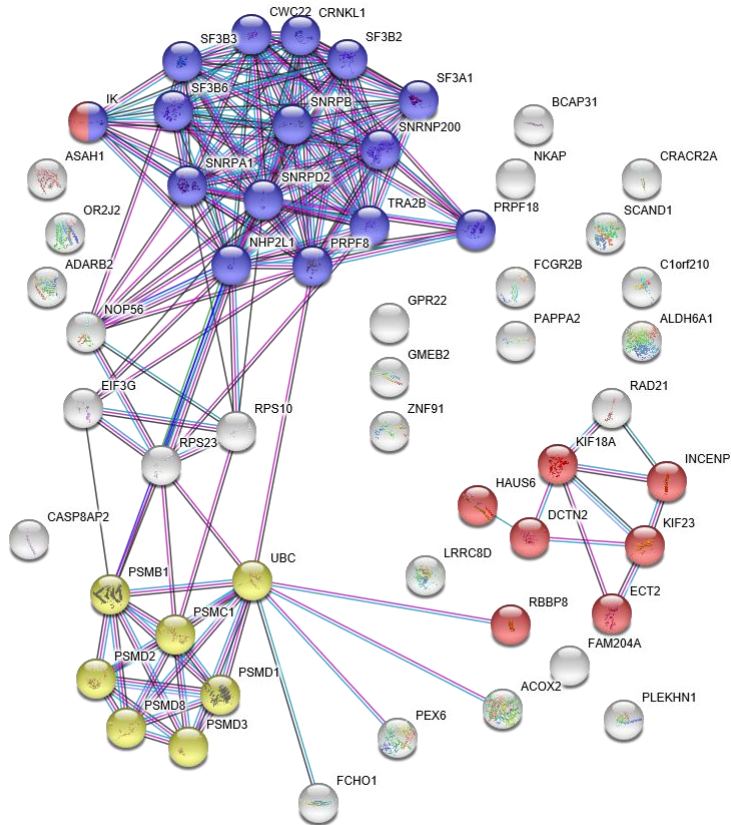 CWC22
CRNKL1
SF3B3
SF3B2
SF3A1
IK
SF3B6
SNRPB
BCAP31
SNRNP200
ASAH1
NKAP
CRACR2A
SNRPA1
SNRPD2
OR2J2
TRA2B
PRPF18
SCAND1
NHP2L1
PRPF8
ADARB2
FCGR2B
C1orf210
NOP56
GPR22
PAPPA2
ALDH6A1
GMEB2
EIF3G
RPS10
RAD21
ZNF91
RPS23
KIF18A
INCENP
HAUS6
DCTN2
KIF23
CASP8AP2
UBC
LRRC8D
PSMB1
ECT2
PSMC1
RBBP8
FAM204A
PSMD2
PSMD1
ACOX2
PSMD8
PLEKHN1
PEX6
PSMD3
FCHO1